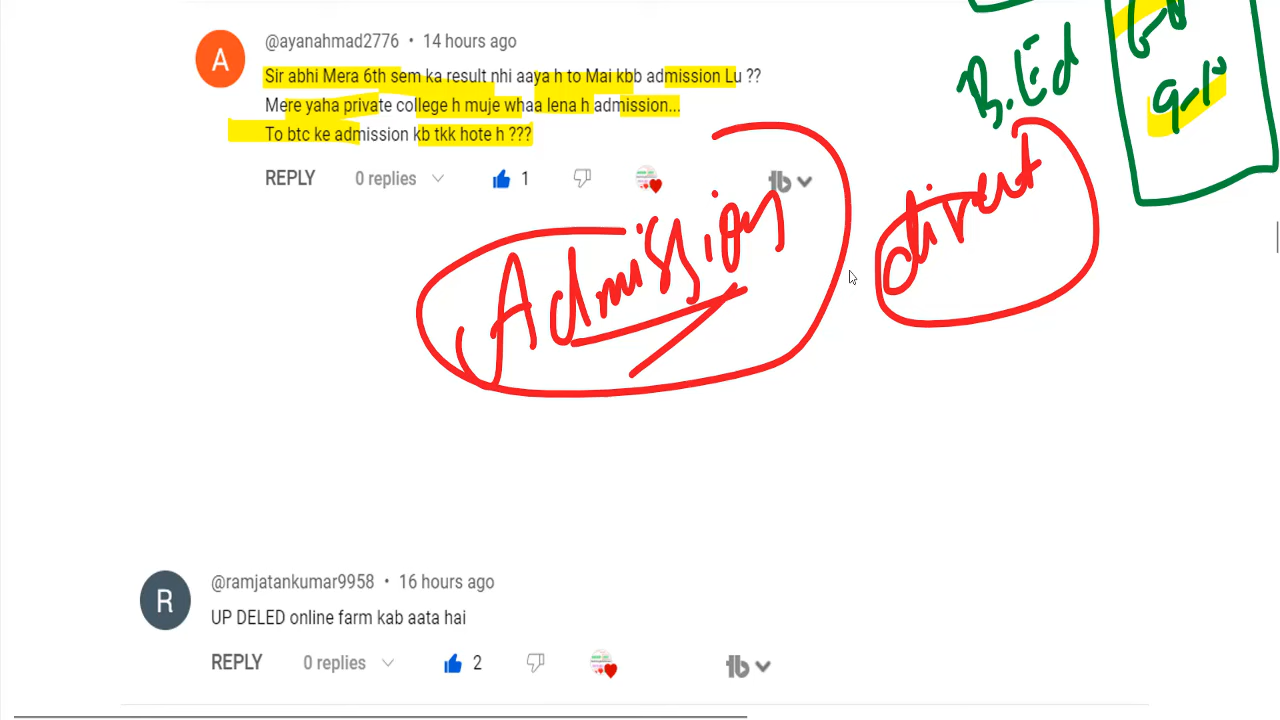 @ayanahmad2776 • 14 hours ago
Sir abhi Mera 6th sem ka result nhi aaya h to Mai kbb admission Lu ??
Mere yaha private college h muje whaa lena h admission...
To btc ke admission kb tkk hote h ???
REPLY 0 replies 1
B.Ed
Admission
direct
@ramjatankumar9958 • 16 hours ago
UP DELED online farm kab aata hai
REPLY 0 replies 2